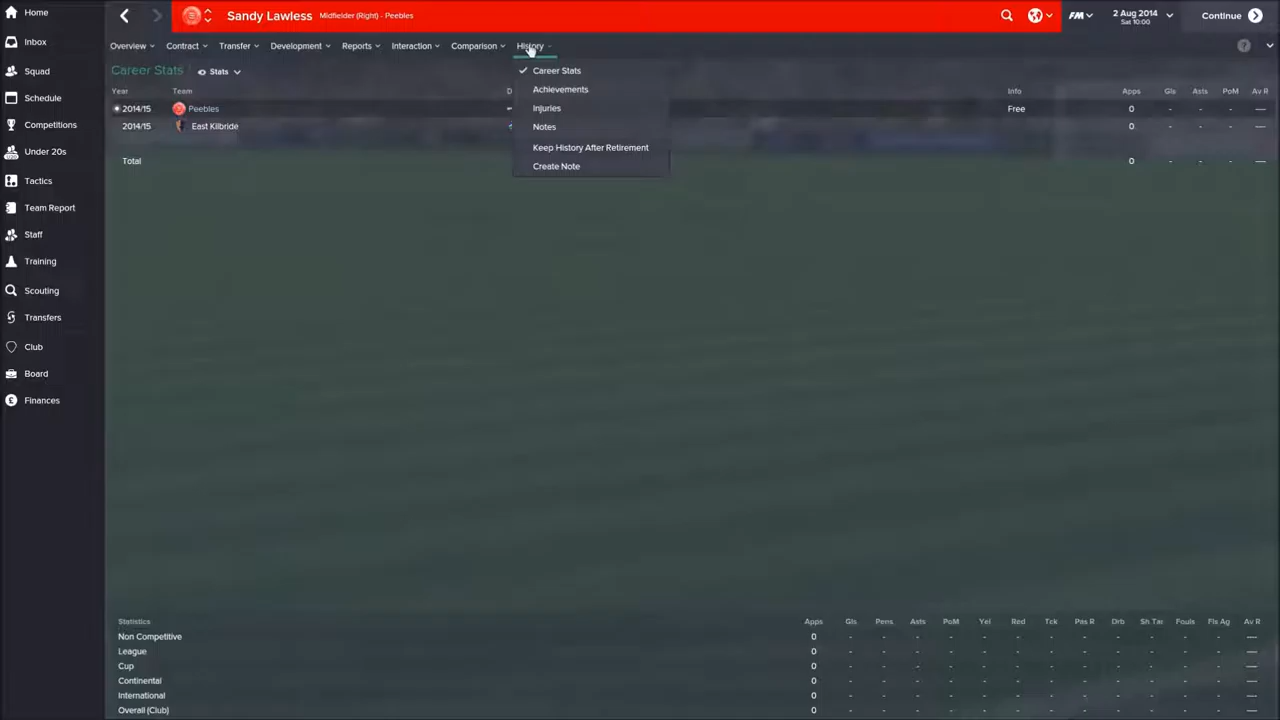 Home
Sandy Lawless Midfielder (Right) - Peebles
FM
2 Aug 2014
Sat 10:00
Continue
Overview Contract Transfer Development Reports Interaction Comparison History
Career Stats Stats
Year Team Info Apps Gls Asts PoM Av R
2014/15 Peebles Free 0 - - - ---
2014/15 East Kilbride 0 - - - ---
Total 0 - - - ---
Career Stats
Achievements
Injuries
Notes
Keep History After Retirement
Create Note
Inbox
Squad
Schedule
Competitions
Under 20s
Tactics
Team Report
Staff
Training
Scouting
Transfers
Club
Board
Finances
Statistics Apps Gls Pens Asts PoM Yel Red Tck Pas R Drb Sh Tar Fouls Fls Ag Av R
Non Competitive 0 - - - - - - - - - - - - ---
League 0 - - - - - - - - - - - - ---
Cup 0 - - - - - - - - - - - - ---
Continental 0 - - - - - - - - - - - - ---
International 0 - - - - - - - - - - - - ---
Overall (Club) 0 - - - - - - - - - - - - ---